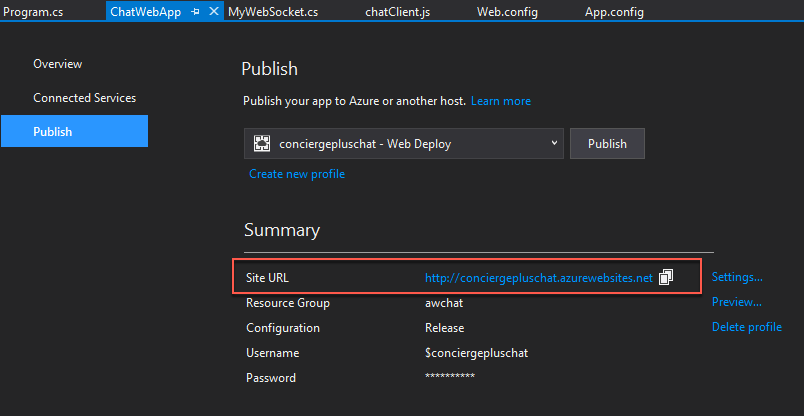 Program.cs ChatWebApp MyWebSocket.cs chatClient.js Web.config App.config
Overview
Connected Services
Publish
Publish
Publish your app to Azure or another host. Learn more
conciergepluschat - Web Deploy Publish
Create new profile
Summary
Site URL http://conciergepluschat.azurewebsites.net Settings...
Resource Group awchat Preview...
Configuration Release Delete profile
Username $conciergepluschat
Password **********